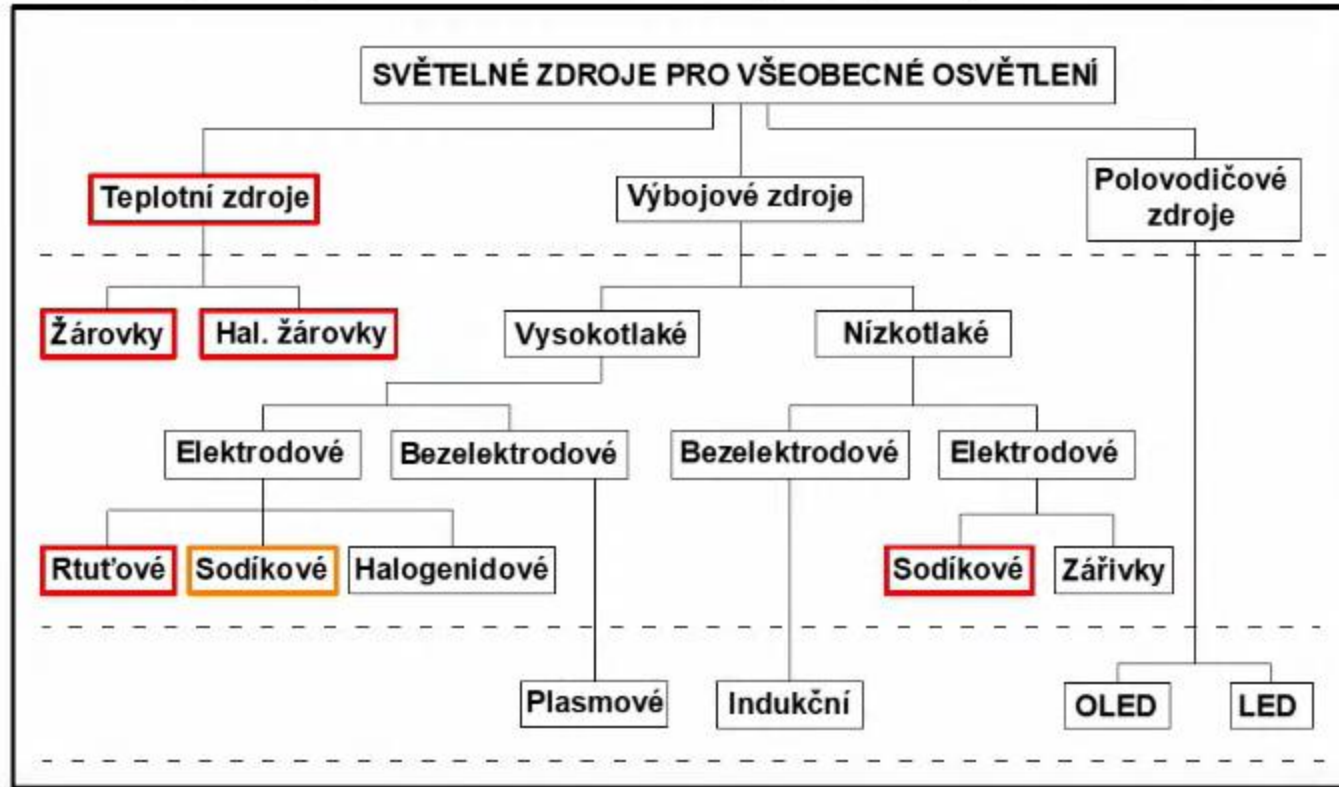 SVĚTELNÉ ZDROJE PRO VŠEOBECNÉ OSVĚTLENÍ
Teplotní zdroje
Výbojové zdroje
Polovodičové
zdroje
Žárovky
Hal. žárovky
Vysokotlaké
Nízkotlaké
Elektrodové
Bezelektrodové
Bezelektrodové
Elektrodové
Rtuťové
Sodíkové
Halogenidové
Sodíkové
Zářivky
Plasmové
Indukční
OLED
LED